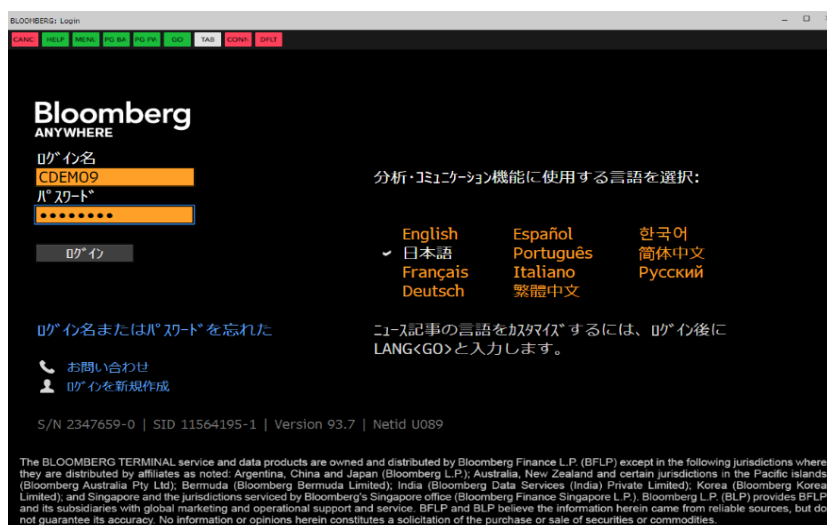 BLOOMBERG: Login
CANC HELP MENU PG BA PG FW GO TAB CONN DFLT
Bloomberg
ANYWHERE
ﾛｸﾞｲﾝ名
CDEMO9
ﾊﾟｽﾜｰﾄﾞ
ﾛｸﾞｲﾝ
ﾛｸﾞｲﾝ名またはﾊﾟｽﾜｰﾄﾞを忘れた
お問い合わせ
ﾛｸﾞｲﾝを新規作成
分析･ｺﾐｭﾆｹｰｼｮﾝ機能に使用する言語を選択:
English Español 한국어
日本語 Português 简体中文
Français Italiano Русский
Deutsch 繁體中文
ﾆｭｰｽ記事の言語をｶｽﾀﾏｲｽﾞするには、ﾛｸﾞｲﾝ後に
LANG<GO>と入力します。
S/N 2347659-0 | SID 11564195-1 | Version 93.7 | Netid U089
The BLOOMBERG TERMINAL service and data products are owned and distributed by Bloomberg Finance L.P. (BFLP) except in the following jurisdictions where
they are distributed by affiliates as noted: Argentina, China and Japan (Bloomberg L.P.); Australia, New Zealand and certain jurisdictions in the Pacific islands
(Bloomberg Australia Pty Ltd); Bermuda (Bloomberg Bermuda Limited); India (Bloomberg Data Services (India) Private Limited); Korea (Bloomberg Korea
Limited); and Singapore and the jurisdictions serviced by Bloomberg's Singapore office (Bloomberg Finance Singapore L.P.). Bloomberg L.P. (BLP) provides BFLP
and its subsidiaries with global marketing and operational support and service. BFLP and BLP believe the information herein came from reliable sources, but do
not guarantee its accuracy. No information or opinions herein constitutes a solicitation of the purchase or sale of securities or commodities.